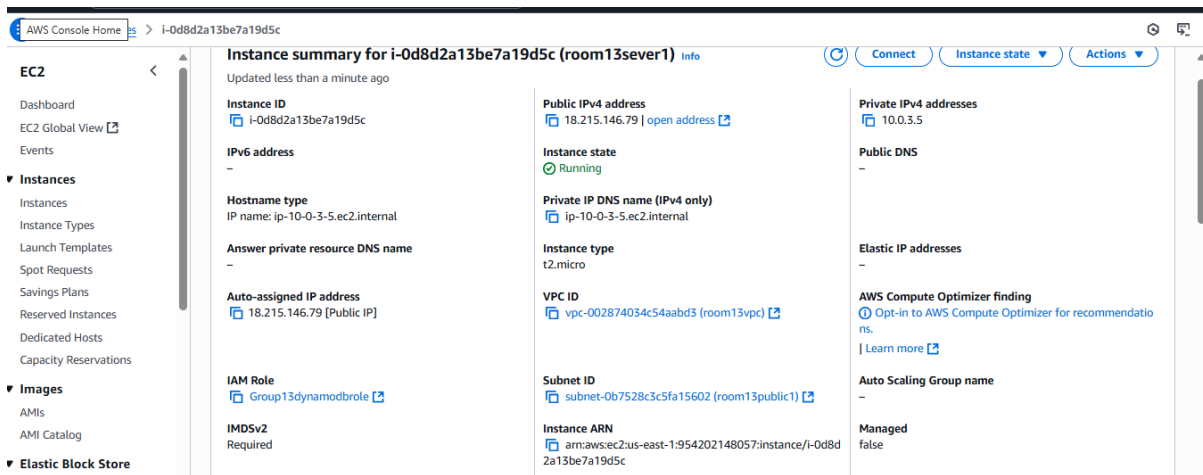 AWS Console Home es > i-0d8d2a13be7a19d5c
EC2
Dashboard
EC2 Global View
Events
Instances
Instances
Instance Types
Launch Templates
Spot Requests
Savings Plans
Reserved Instances
Dedicated Hosts
Capacity Reservations
Images
AMIs
AMI Catalog
Elastic Block Store
Instance summary for i-0d8d2a13be7a19d5c (room13sever1) Info
Connect
Instance state
Actions
Updated less than a minute ago
Instance ID
i-0d8d2a13be7a19d5c
Public IPv4 address
18.215.146.79 | open address
Private IPv4 addresses
10.0.3.5
IPv6 address
–
Instance state
Running
Public DNS
–
Hostname type
IP name: ip-10-0-3-5.ec2.internal
Private IP DNS name (IPv4 only)
ip-10-0-3-5.ec2.internal
Answer private resource DNS name
–
Instance type
t2.micro
Elastic IP addresses
–
Auto-assigned IP address
18.215.146.79 [Public IP]
VPC ID
vpc-002874034c54aabd3 (room13vpc)
AWS Compute Optimizer finding
Opt-in to AWS Compute Optimizer for recommendatio
ns.
| Learn more
IAM Role
Group13dynamodbrole
Subnet ID
subnet-0b7528c3c5fa15602 (room13public1)
Auto Scaling Group name
–
IMDSv2
Required
Instance ARN
arn:aws:ec2:us-east-1:954202148057:instance/i-0d8d
2a13be7a19d5c
Managed
false